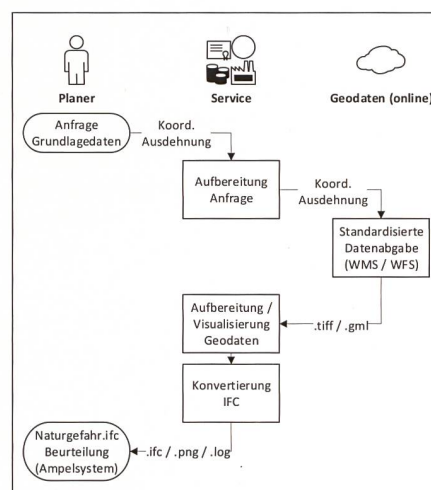 Planer
Service
Geodaten (online)
Anfrage
Grundlagedaten
Koord.
Ausdehnung
Aufbereitung
Anfrage
Koord.
Ausdehnung
Standardisierte
Datenabgabe
(WMS / WFS)
.tiff / .gml
Aufbereitung /
Visualisierung
Geodaten
Konvertierung
IFC
.ifc / .png / .log
Naturgefahr.ifc
Beurteilung
(Ampelsystem)